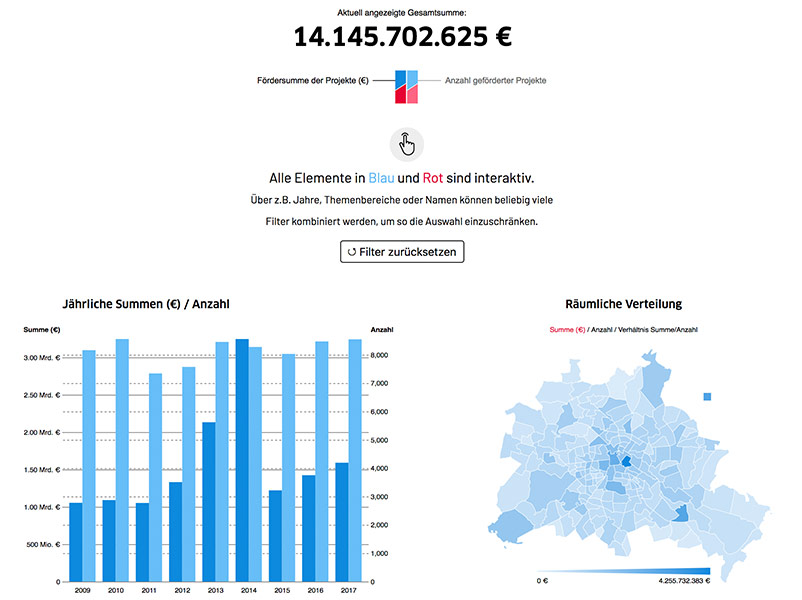 Aktuell angezeigte Gesamtsumme:
14.145.702.625 €
Fördersumme der Projekte (€)
Anzahl geförderter Projekte
Alle Elemente in Blau und Rot sind interaktiv.
Über z.B. Jahre, Themenbereiche oder Namen können beliebig viele
Filter kombiniert werden, um so die Auswahl einzuschränken.
Filter zurücksetzen
Jährliche Summen (€) / Anzahl
Summe (€)
Anzahl
3.00 Mrd. €
2.50 Mrd. €
2.00 Mrd. €
1.50 Mrd. €
1.00 Mrd. €
500 Mio. €
0
8,000
7,000
6,000
5,000
4,000
3,000
2,000
1,000
0
2009 2010 2011 2012 2013 2014 2015 2016 2017
Räumliche Verteilung
Summe (€) / Anzahl / Verhältnis Summe/Anzahl
0 €
4.255.732.383 €